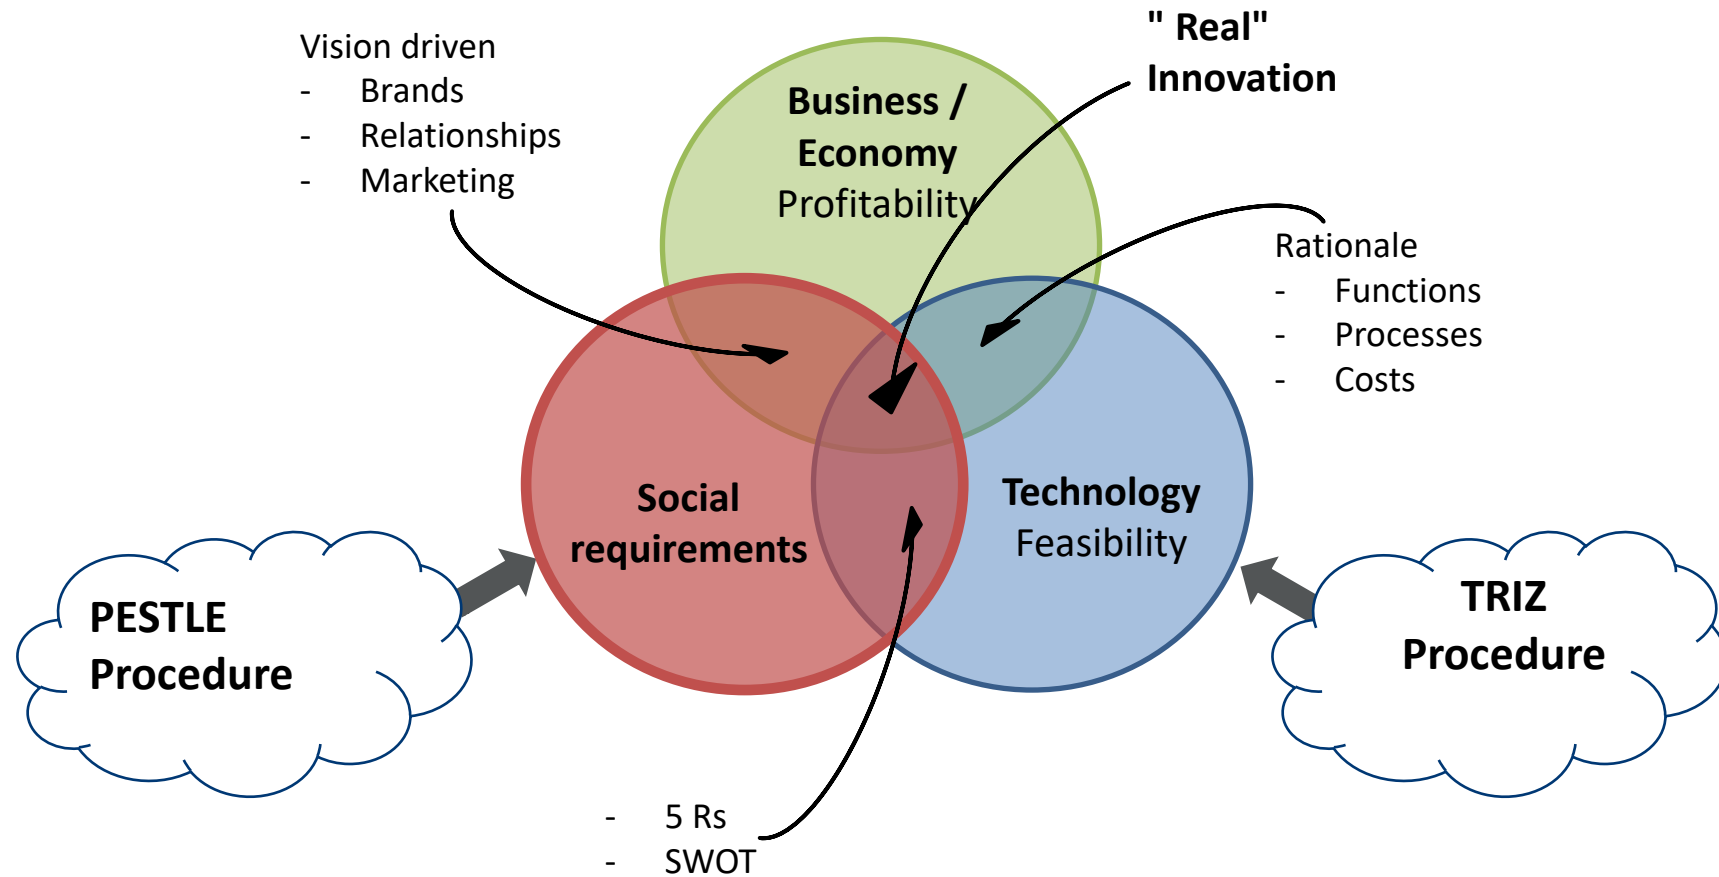 " Real"
Innovation
Vision driven
- Brands
- Relationships
- Marketing
Business /
Economy
Profitability
Rationale
- Functions
- Processes
- Costs
Social
requirements
Technology
Feasibility
PESTLE
Procedure
TRIZ
Procedure
- 5 Rs
- SWOT